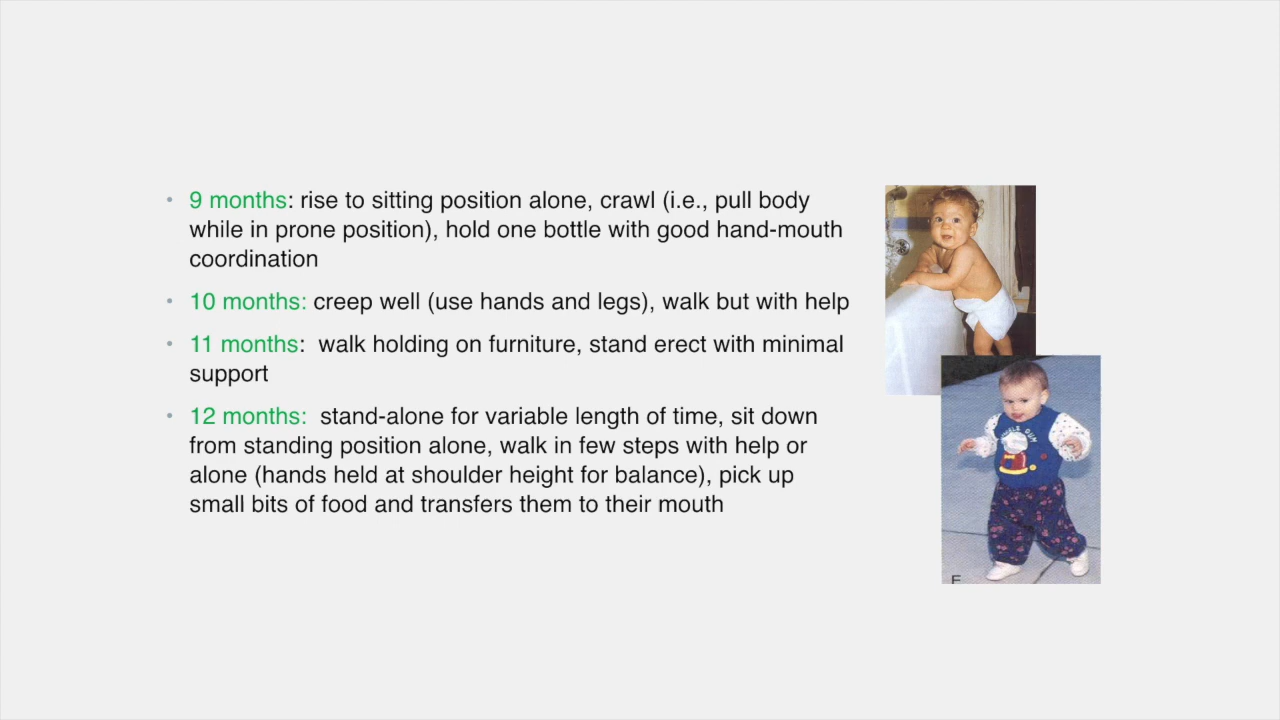 • 9 months: rise to sitting position alone, crawl (i.e., pull body
while in prone position), hold one bottle with good hand-mouth
coordination
• 10 months: creep well (use hands and legs), walk but with help
• 11 months:  walk holding on furniture, stand erect with minimal
support
• 12 months:  stand-alone for variable length of time, sit down
from standing position alone, walk in few steps with help or
alone (hands held at shoulder height for balance), pick up
small bits of food and transfers them to their mouth